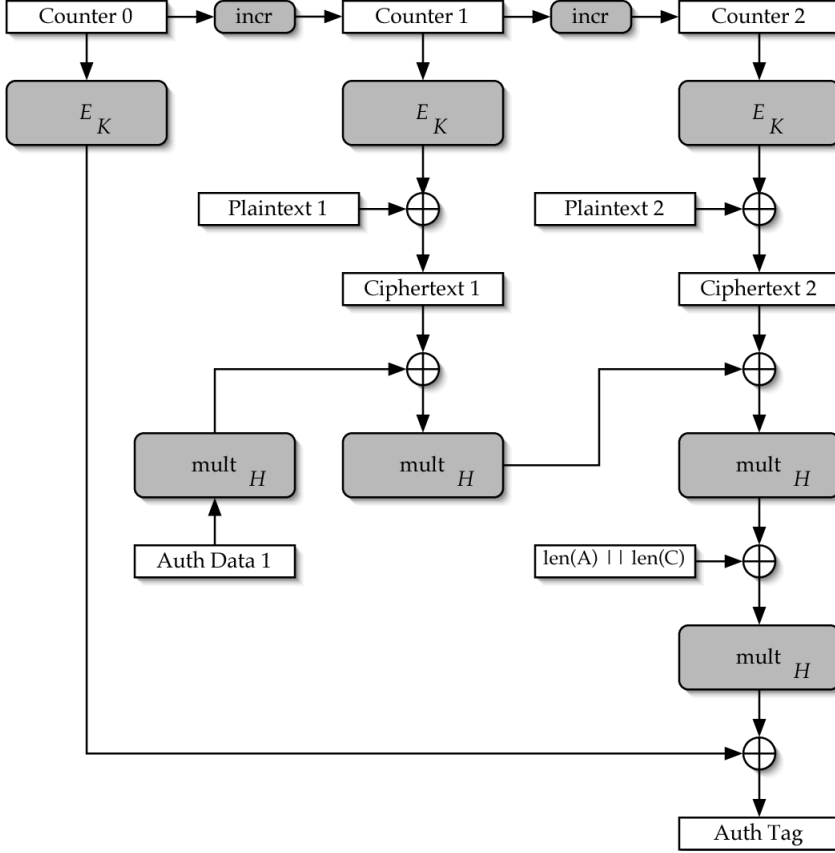 Counter 0 incr Counter 1 incr Counter 2
E K E K E K
Plaintext 1 Plaintext 2
Ciphertext 1 Ciphertext 2
mult H mult H mult H
Auth Data 1 len(A) || len(C)
mult H
Auth Tag